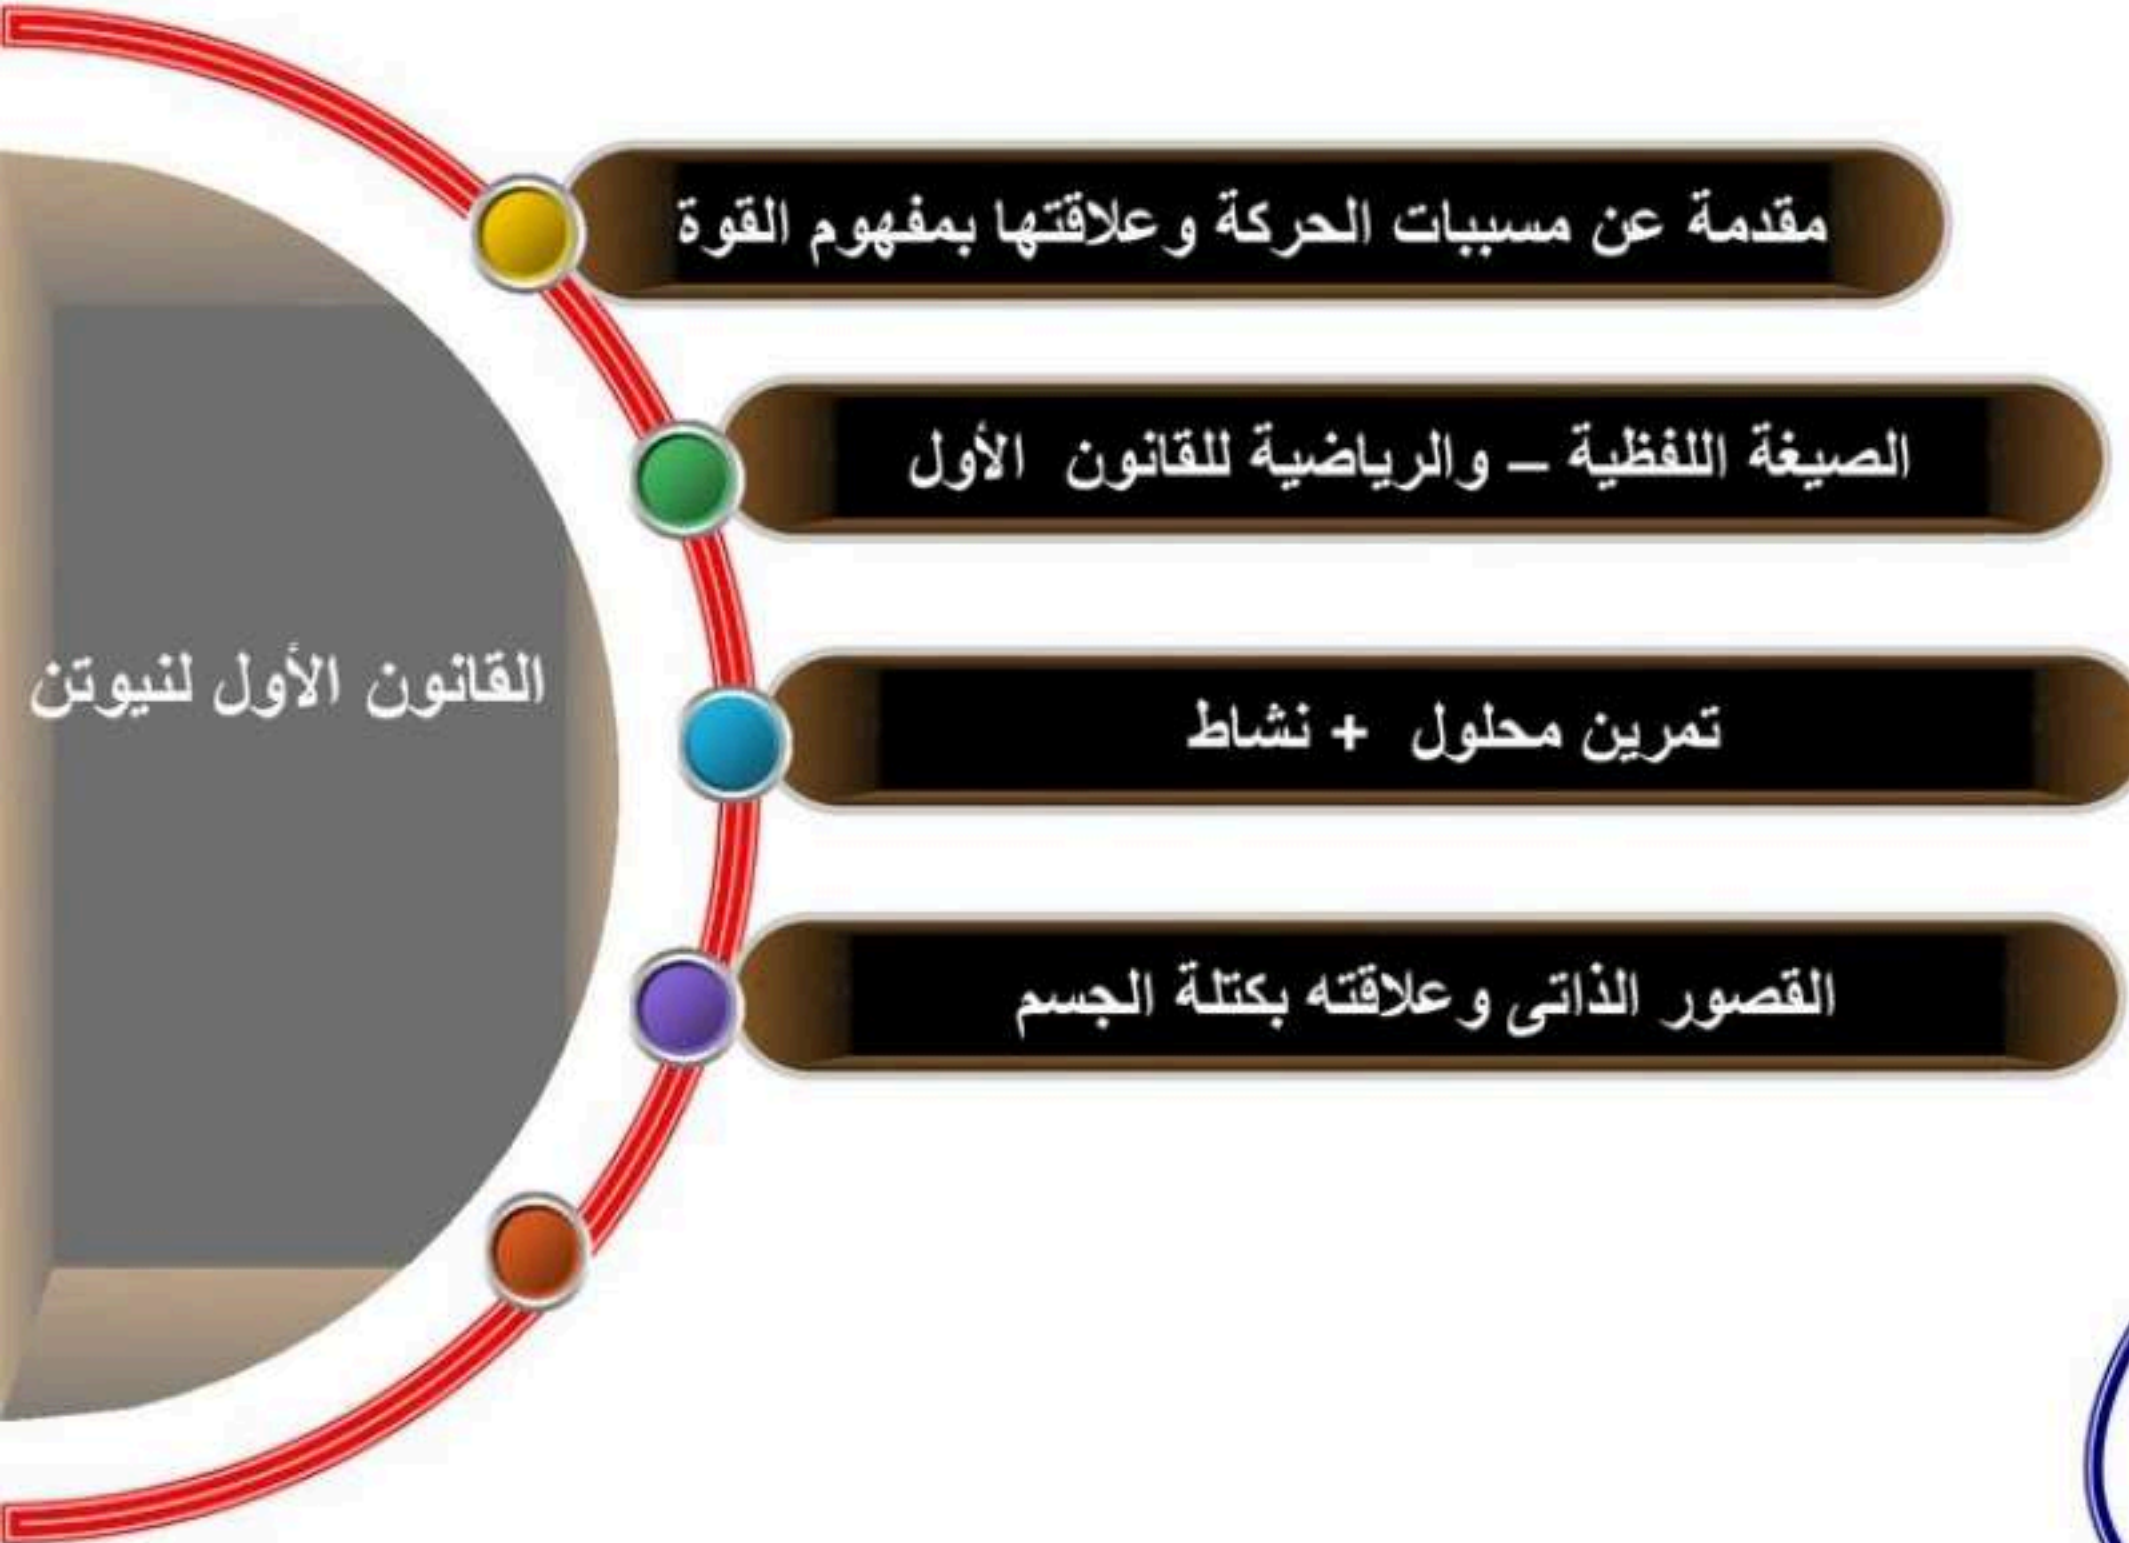 مقدمة عن مسببات الحركة وعلاقتها بمفهوم القوة
الصيغة اللفظية – والرياضية للقانون الأول
القانون الأول لنيوتن
تمرين محلول + نشاط
القصور الذاتى وعلاقته بكتلة الجسم